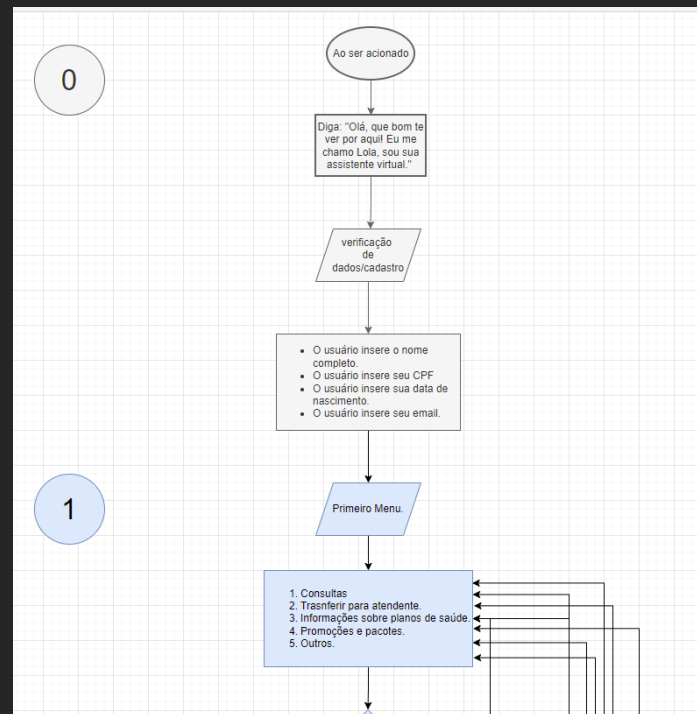 0
Ao ser acionado
Diga: "Olá, que bom te
ver por aqui! Eu me
chamo Lola, sou sua
assistente virtual."
verificação
de
dados/cadastro
• O usuário insere o nome
completo.
• O usuário insere seu CPF
• O usuário insere sua data de
nascimento.
• O usuário insere seu email.
1
Primeiro Menu.
1. Consultas
2. Trasnferir para atendente.
3. Informações sobre planos de saúde.
4. Promoções e pacotes.
5. Outros.